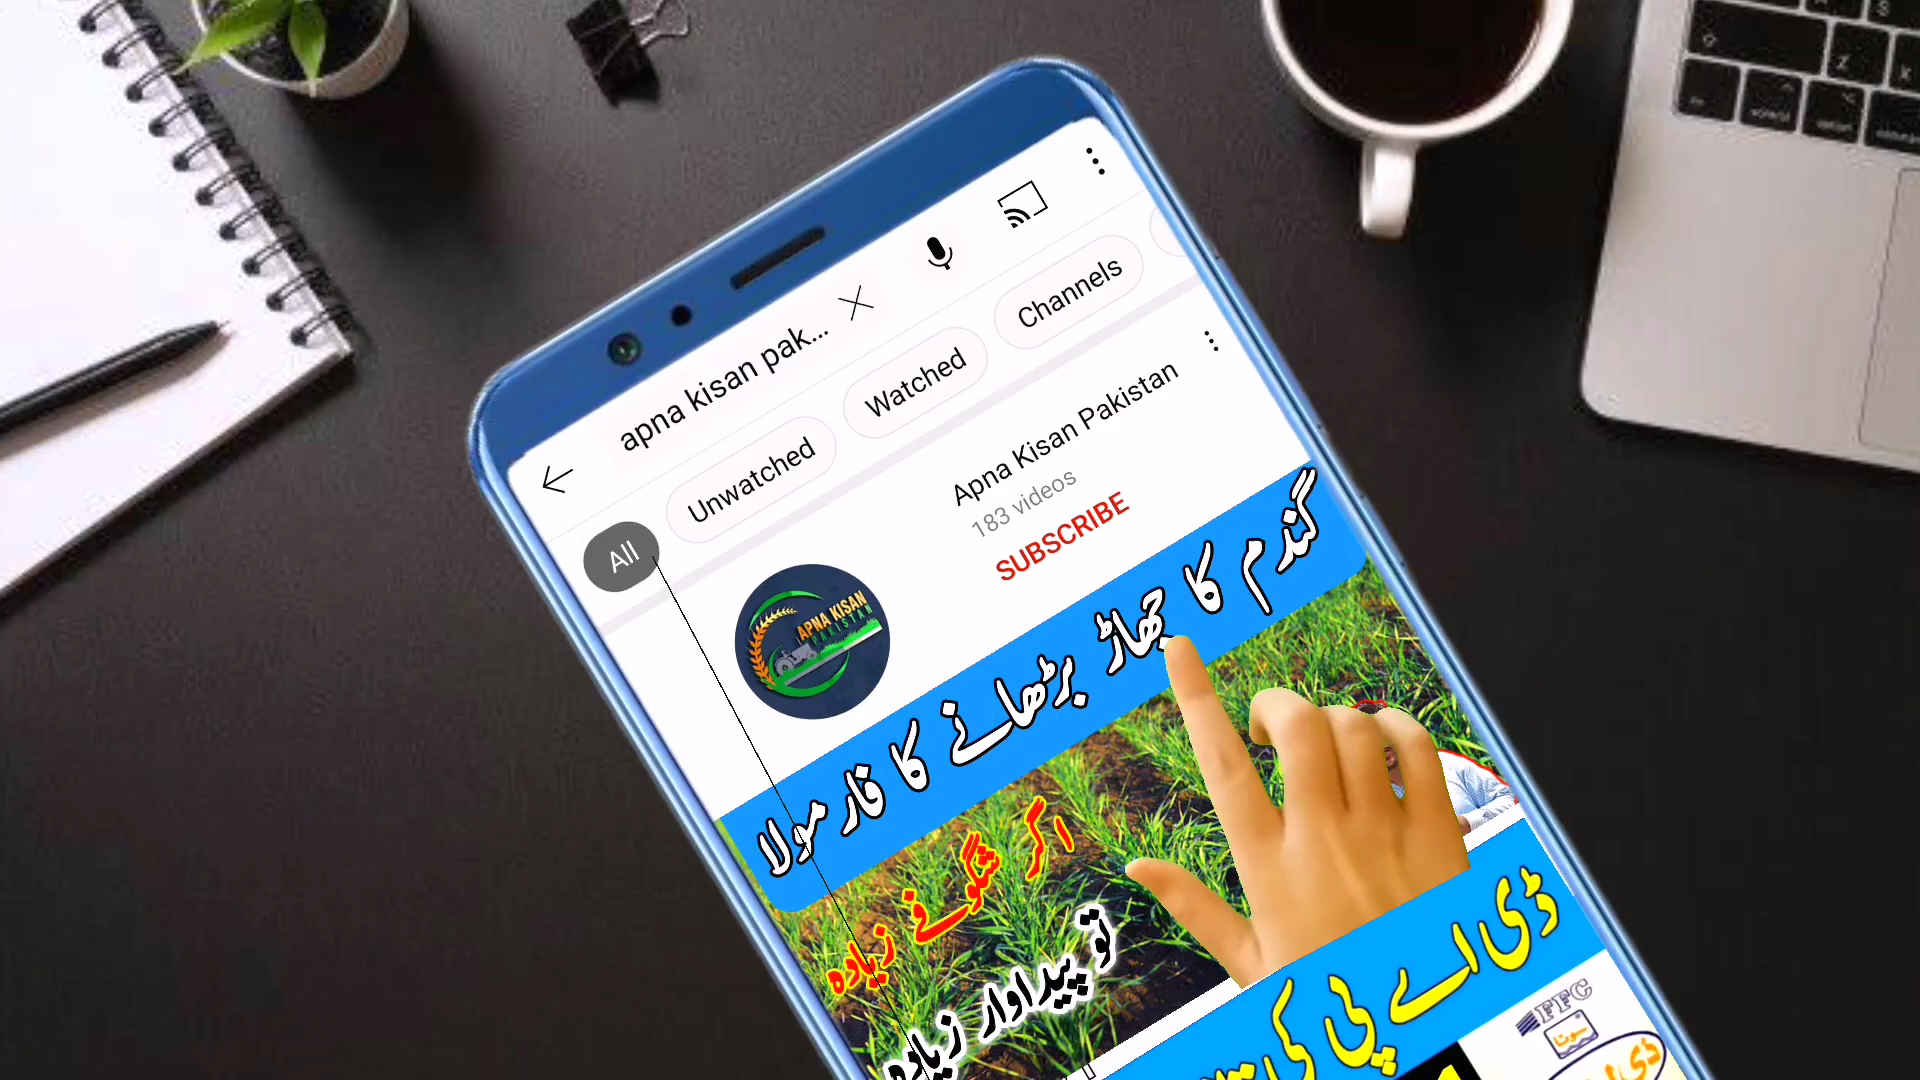 apna kisan pak...
All
Unwatched
Watched
Channels
Apna Kisan Pakistan
183 videos
SUBSCRIBE
APNA KISAN
PAKISTAN
گندم کا جھاڑ بڑھانے کا فارمولا
اگر شگوفے زیادہ
تو پیداوار زیادہ
ڈی اے پی کی
FFC
سونا